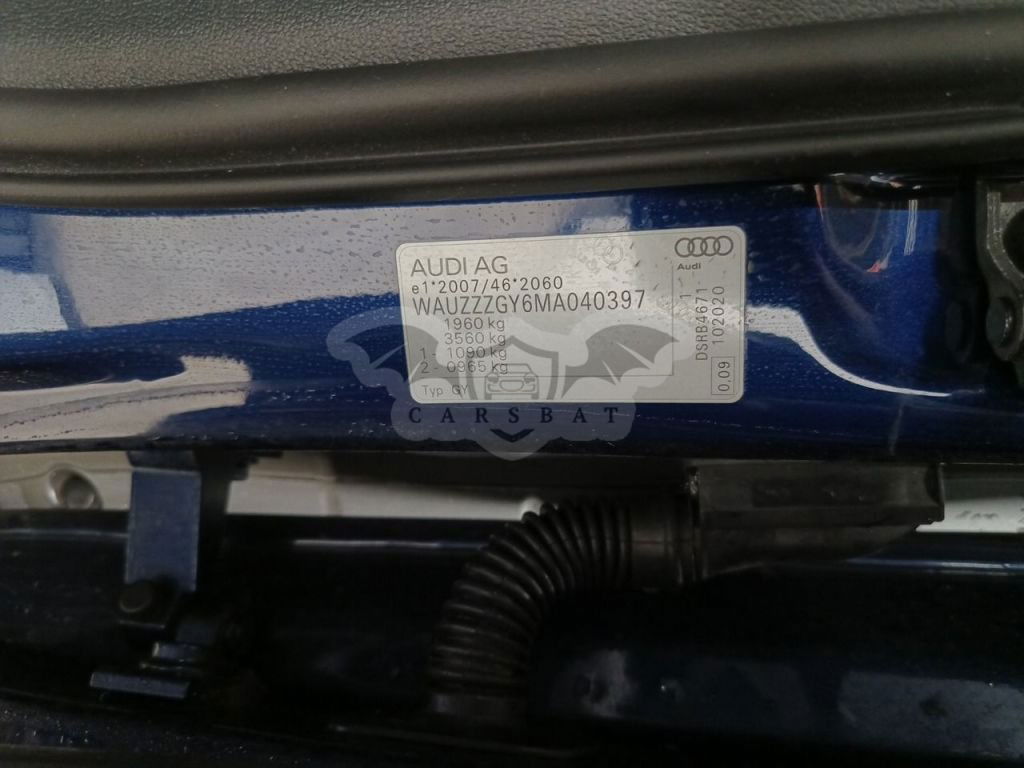 AUDI AG
e1*2007/46*2060
WAUZZZGY6MA040397
1960 kg
3560 kg
1 - 1090 kg
2 - 0965 kg
Typ GY
Audi
DSRB4671 1
102020
0,09
CARSBAT